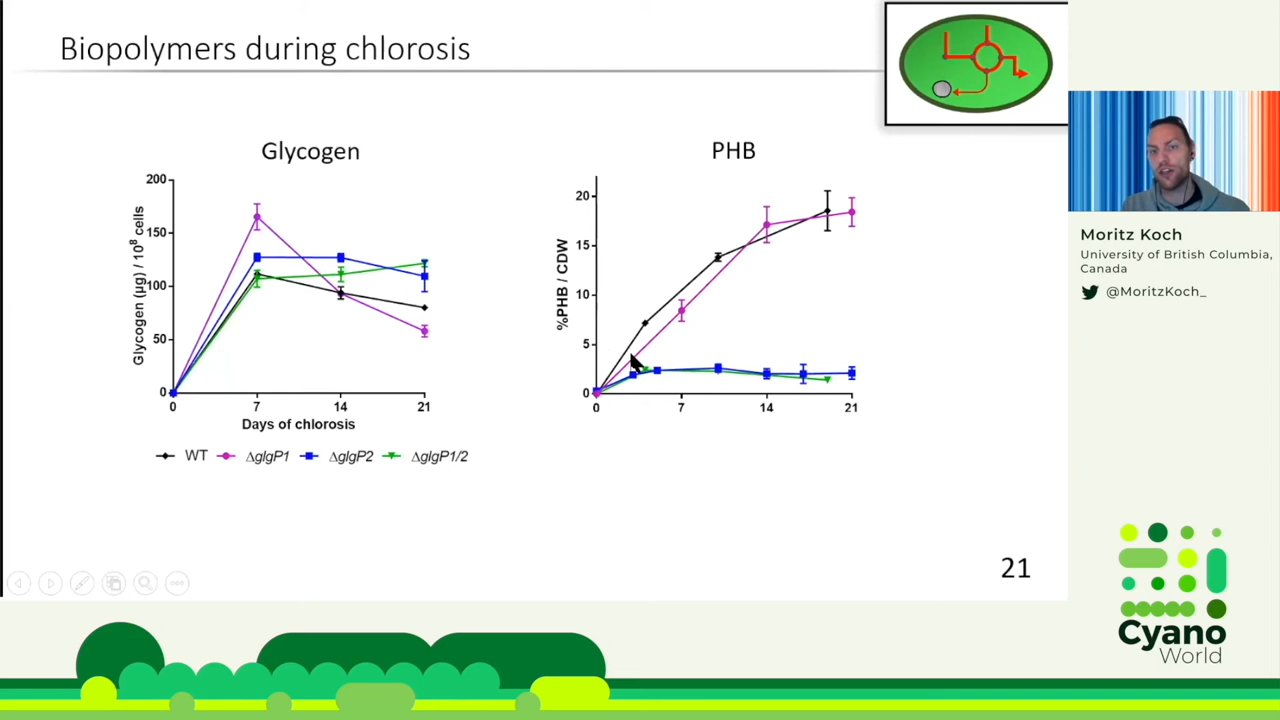 Biopolymers during chlorosis
Glycogen
200
150
100
50
0
Glycogen (µg) / 10⁸ cells
0 7 14 21
Days of chlorosis
WT ΔglgP1 ΔglgP2 ΔglgP1/2
PHB
20
15
10
5
0
%PHB / CDW
0 7 14 21
21
Moritz Koch
University of British Columbia,
Canada
@MoritzKoch_
Cyano
World